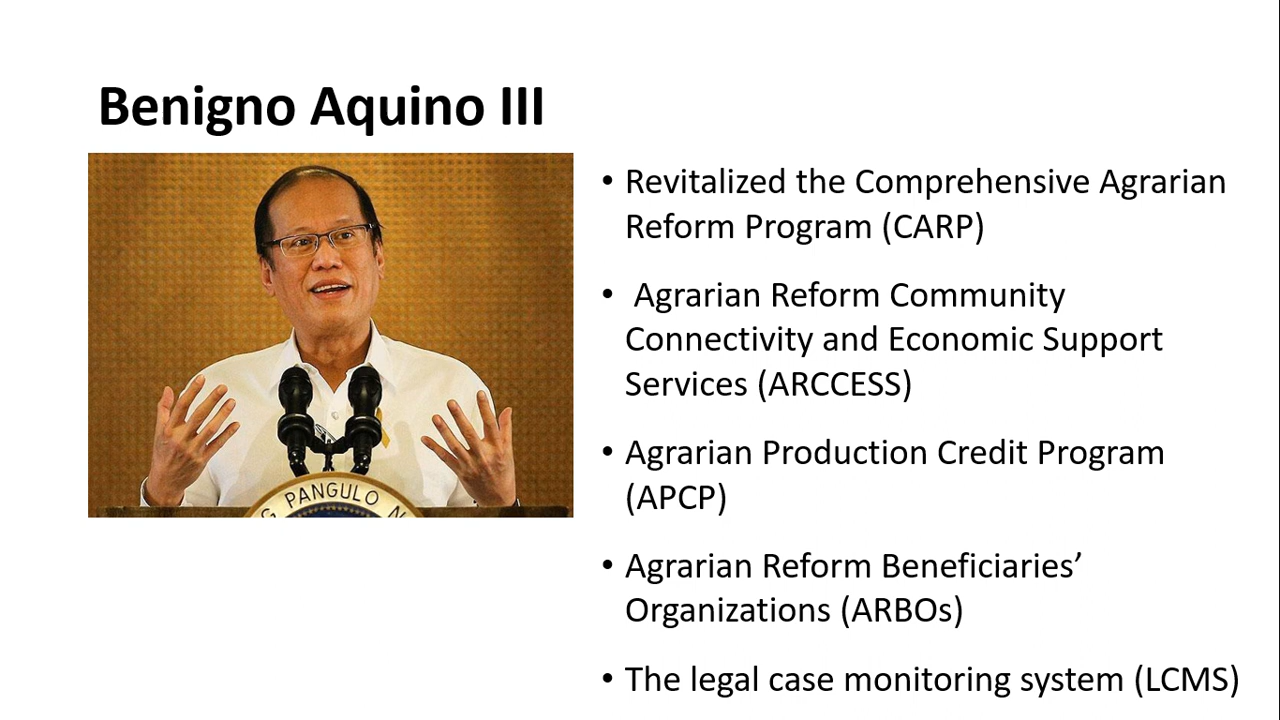 Benigno Aquino III
• Revitalized the Comprehensive Agrarian
Reform Program (CARP)
• Agrarian Reform Community
Connectivity and Economic Support
Services (ARCCESS)
• Agrarian Production Credit Program
(APCP)
• Agrarian Reform Beneficiaries’
Organizations (ARBOs)
• The legal case monitoring system (LCMS)
G PANGULO N